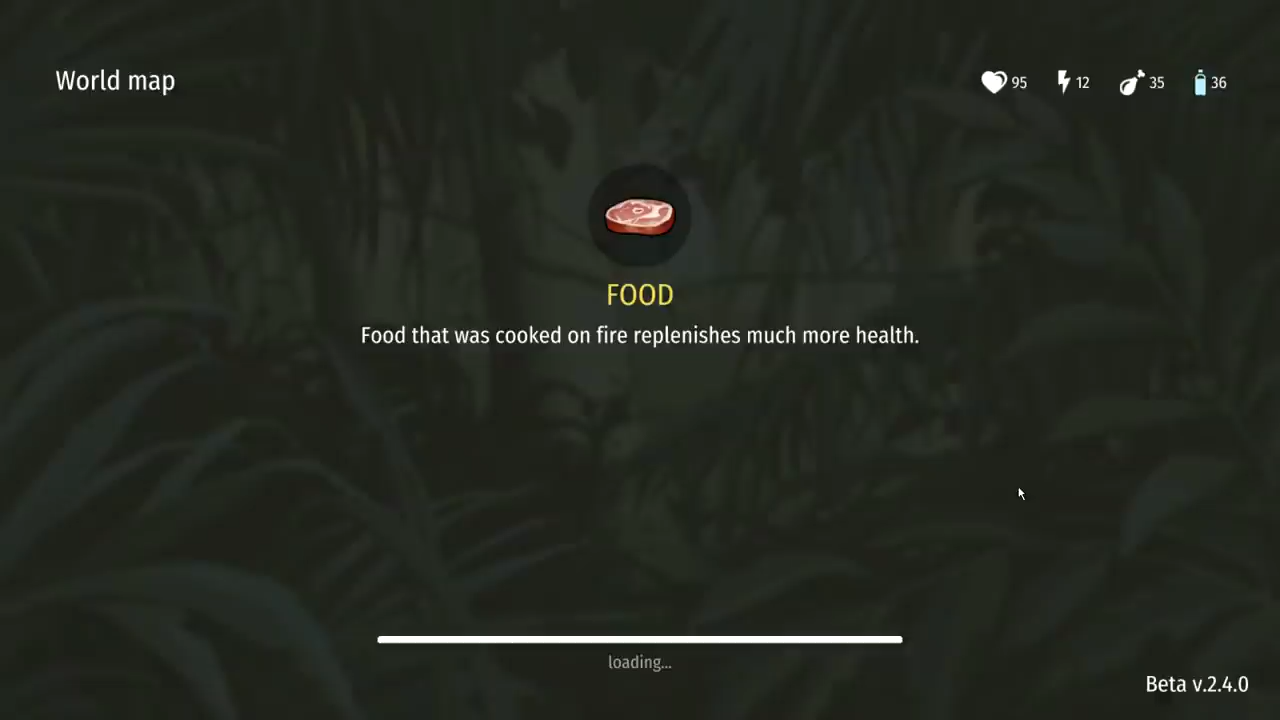 World map
95 12 35 36
FOOD
Food that was cooked on fire replenishes much more health.
loading...
Beta v.2.4.0